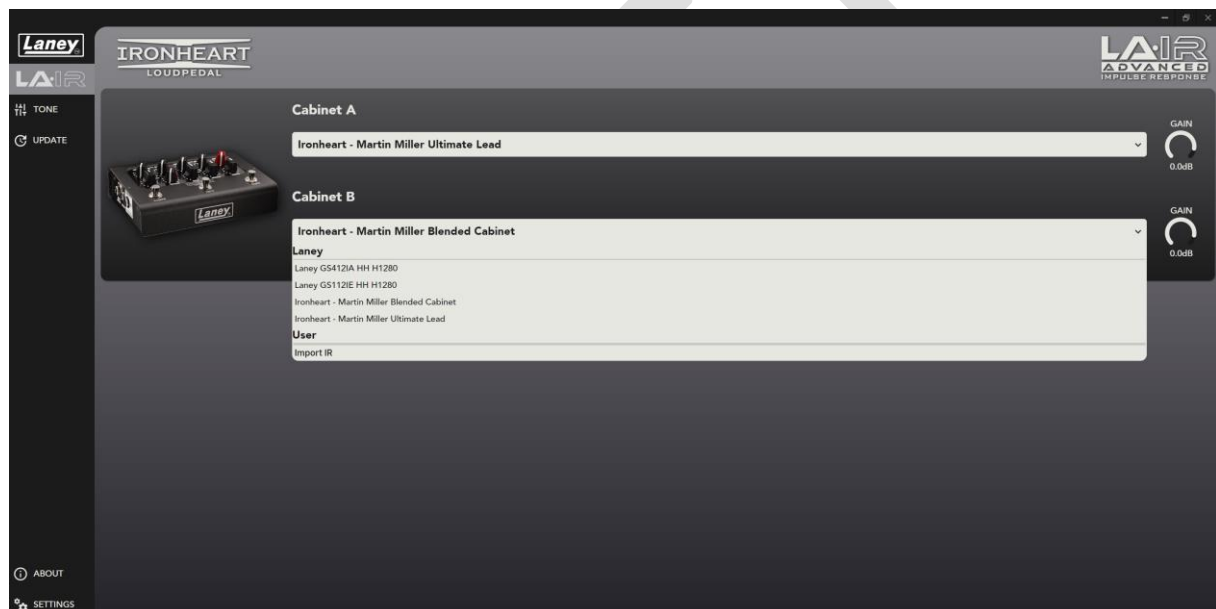 Laney
LA·IR
IRONHEART
LOUDPEDAL
LA·IR
ADVANCED
IMPULSE RESPONSE
TONE
UPDATE
Cabinet A
Ironheart - Martin Miller Ultimate Lead
GAIN
0.0dB
Laney
Cabinet B
Ironheart - Martin Miller Blended Cabinet
GAIN
0.0dB
Laney
Laney GS412IA HH H1280
Laney GS112IE HH H1280
Ironheart - Martin Miller Blended Cabinet
Ironheart - Martin Miller Ultimate Lead
User
Import IR
ABOUT
SETTINGS